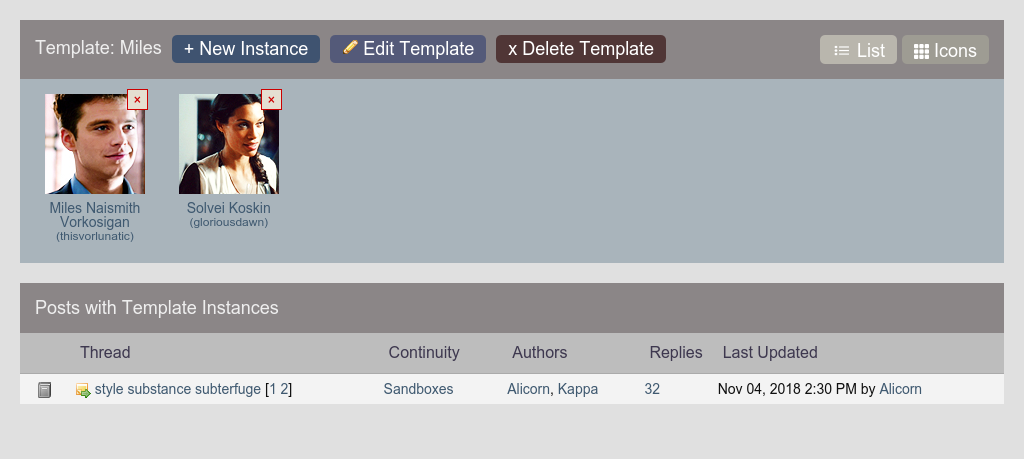 Template: Miles + New Instance Edit Template x Delete Template List Icons
× ×
Miles Naismith Vorkosigan
(thisvorlunatic)
Solvei Koskin
(gloriousdawn)
Posts with Template Instances
Thread Continuity Authors Replies Last Updated
style substance subterfuge [1 2] Sandboxes Alicorn, Kappa 32 Nov 04, 2018 2:30 PM by Alicorn